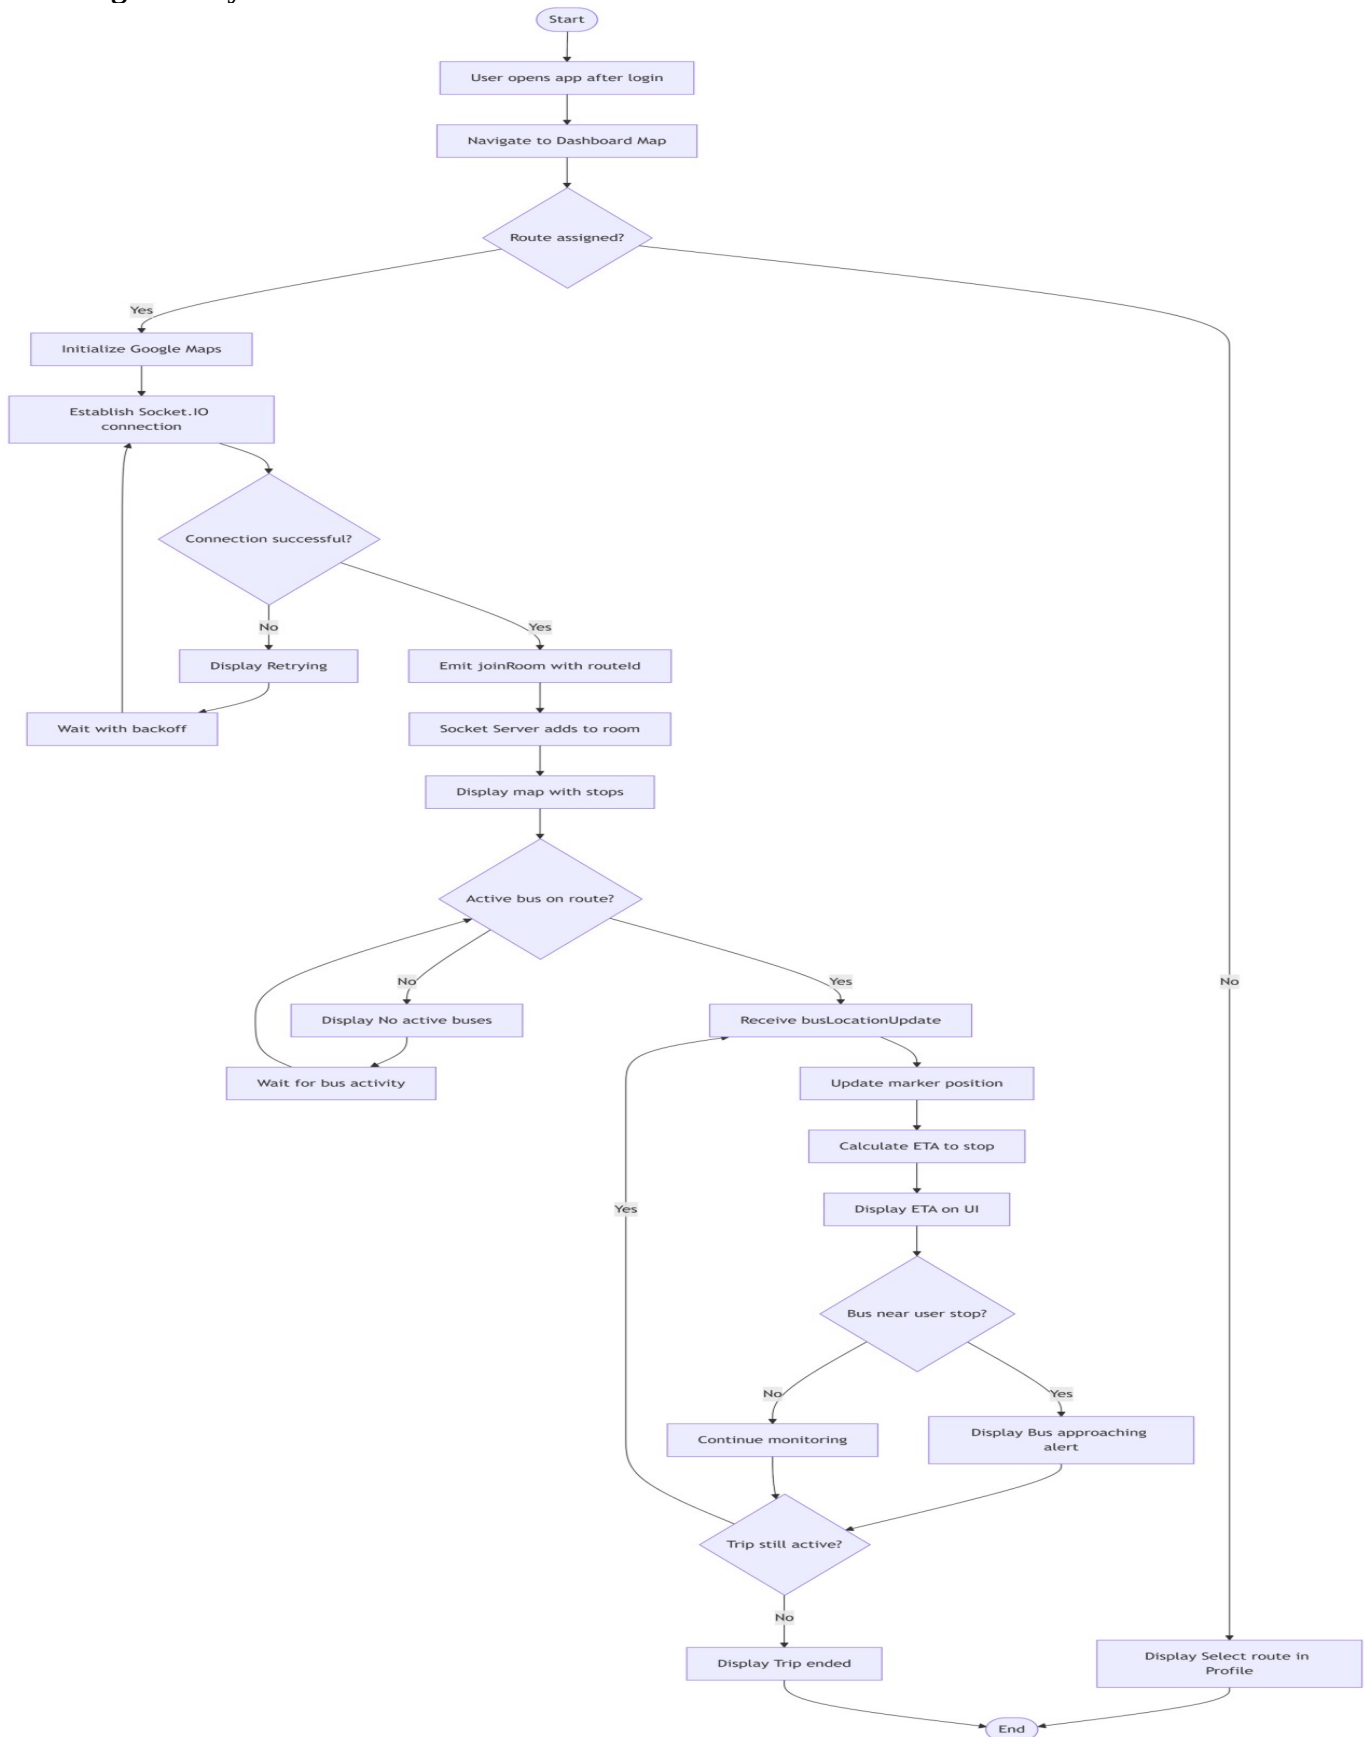 Start
User opens app after login
Navigate to Dashboard Map
Route assigned?
Yes
Initialize Google Maps
Establish Socket.IO
connection
Connection successful?
No
Yes
Display Retrying
Emit joinRoom with routeId
Wait with backoff
Socket Server adds to room
Display map with stops
Active bus on route?
No
Yes
No
Display No active buses
Receive busLocationUpdate
Wait for bus activity
Update marker position
Calculate ETA to stop
Yes
Display ETA on UI
Bus near user stop?
No
Yes
Continue monitoring
Display Bus approaching
alert
Trip still active?
No
Display Trip ended
Display Select route in
Profile
End